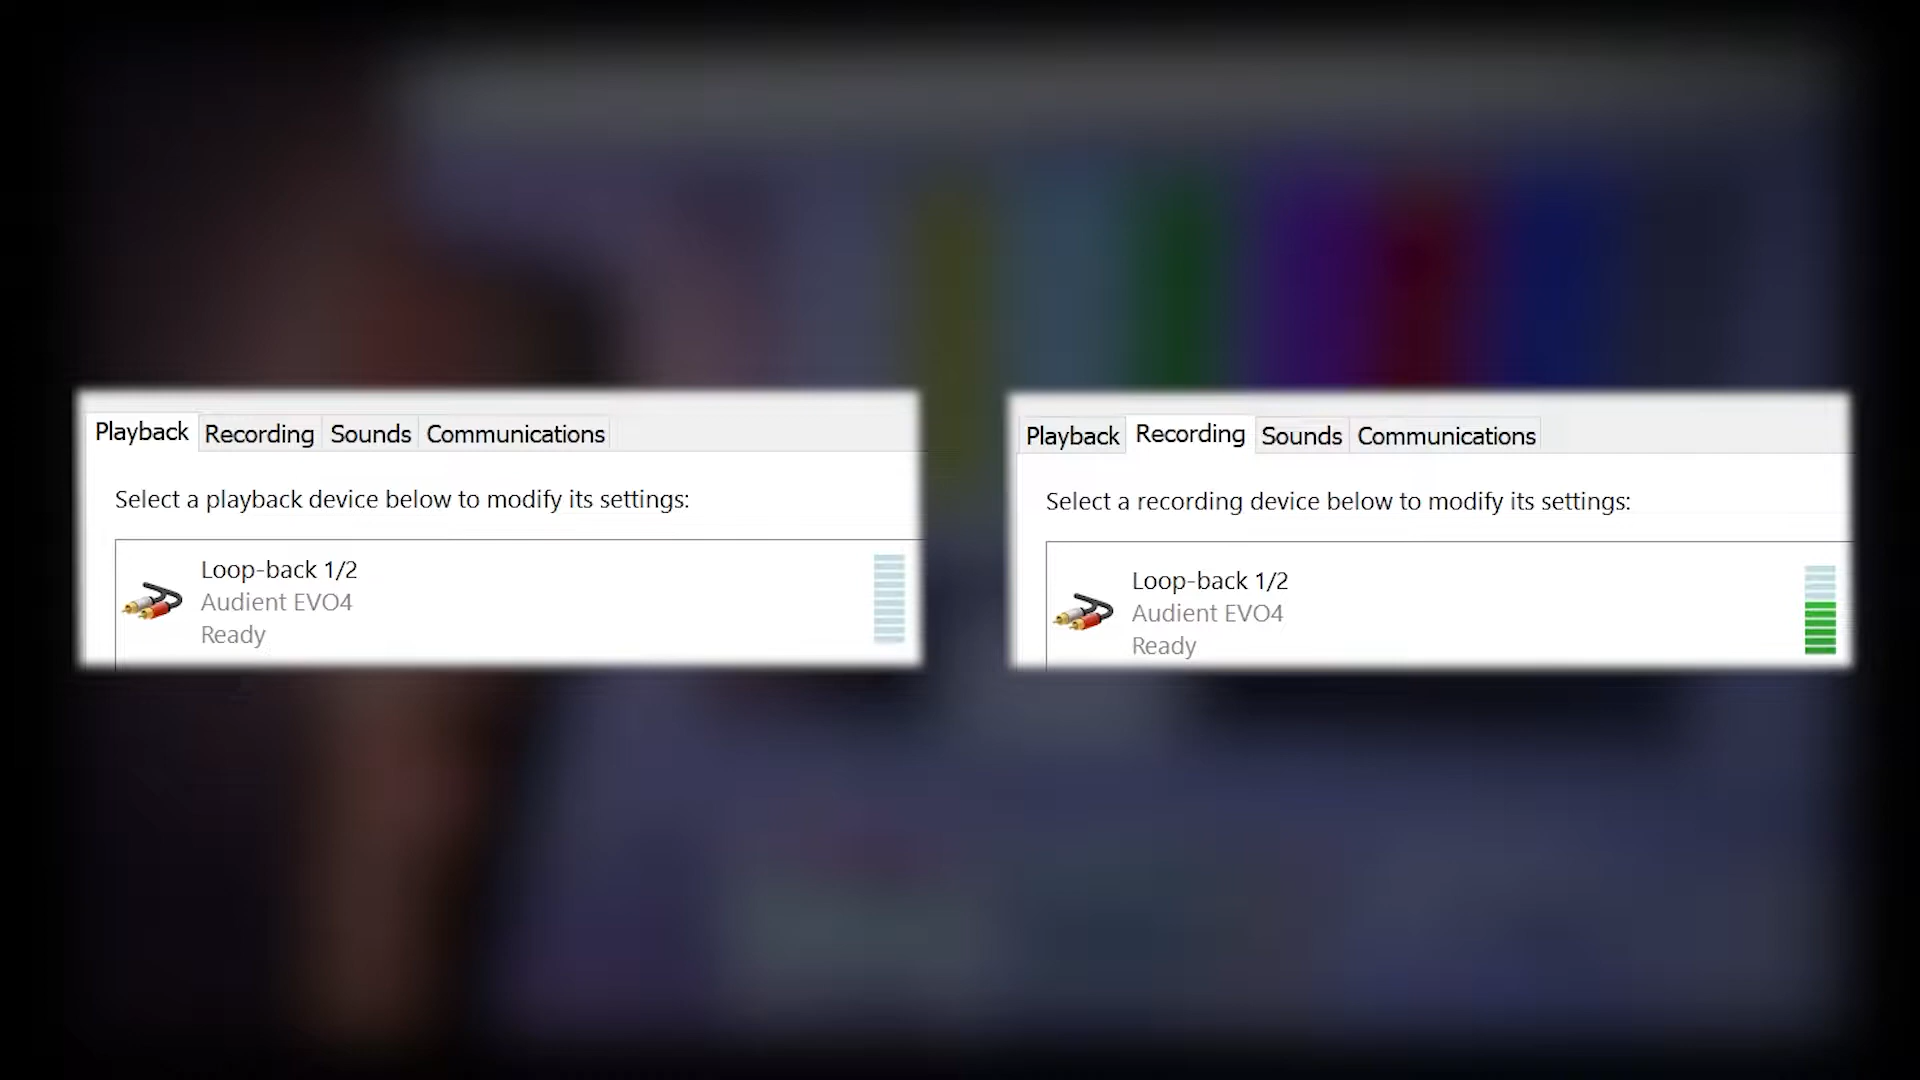 Playback Recording Sounds Communications
Select a playback device below to modify its settings:
Loop-back 1/2
Audient EVO4
Ready
Playback Recording Sounds Communications
Select a recording device below to modify its settings:
Loop-back 1/2
Audient EVO4
Ready